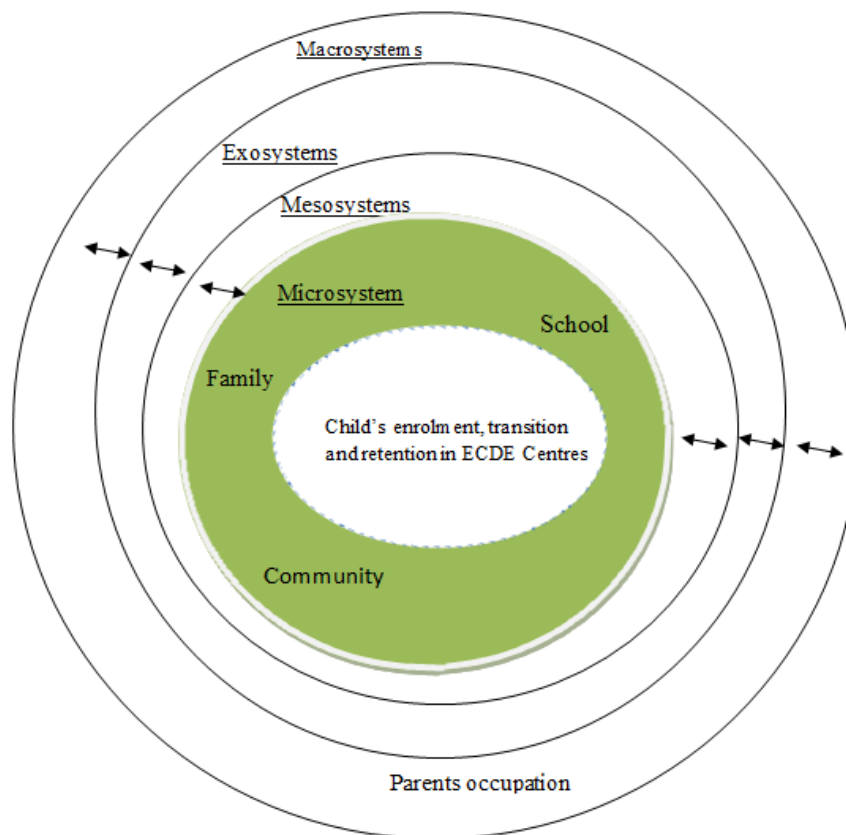 Macrosystems
Exosystems
Mesosystems
Microsystem
School
Family
Child's enrolment, transition
and retention in ECDE Centres
Community
Parents occupation